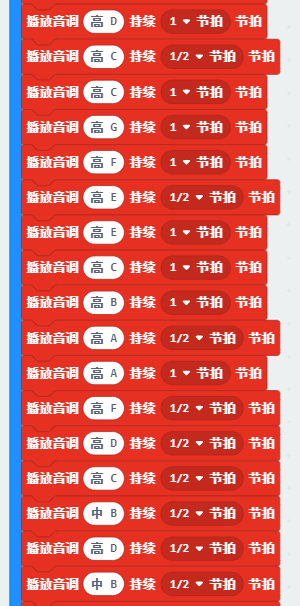 播放音调 高 D 持续 1 节拍 节拍
播放音调 高 C 持续 1/2 节拍 节拍
播放音调 高 C 持续 1 节拍 节拍
播放音调 高 G 持续 1 节拍 节拍
播放音调 高 F 持续 1 节拍 节拍
播放音调 高 E 持续 1/2 节拍 节拍
播放音调 高 E 持续 1 节拍 节拍
播放音调 高 C 持续 1 节拍 节拍
播放音调 高 B 持续 1 节拍 节拍
播放音调 高 A 持续 1/2 节拍 节拍
播放音调 高 A 持续 1 节拍 节拍
播放音调 高 F 持续 1/2 节拍 节拍
播放音调 高 D 持续 1/2 节拍 节拍
播放音调 高 C 持续 1/2 节拍 节拍
播放音调 中 B 持续 1/2 节拍 节拍
播放音调 高 D 持续 1/2 节拍 节拍
播放音调 中 B 持续 1/2 节拍 节拍